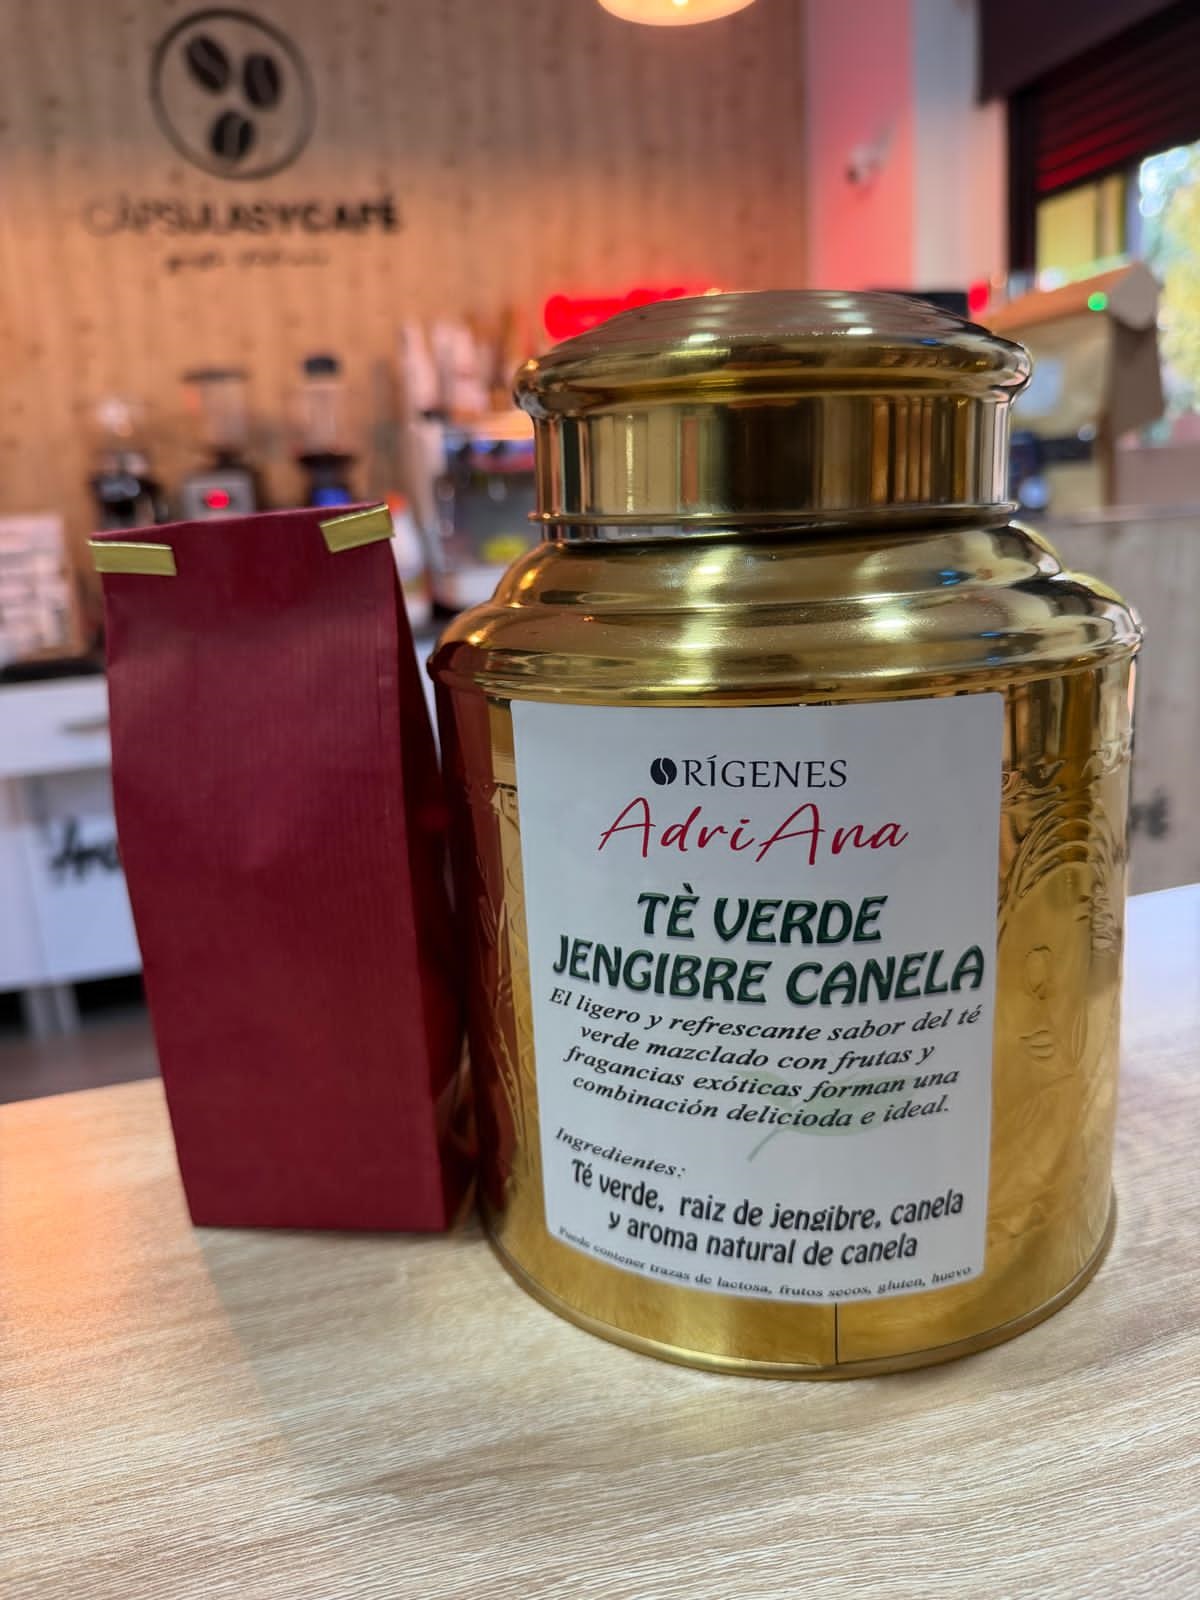 CÁPSULASYCAFÉ
ORÍGENES
AdriAna
TÈ VERDE
JENGIBRE CANELA
El ligero y refrescante sabor del té
verde mazclado con frutas y
fragancias exóticas forman una
combinación delicioda e ideal.
Ingredientes:
Té verde, raiz de jengibre, canela
y aroma natural de canela
Puede contener trazas de lactosa, frutos secos, gluten, huevo